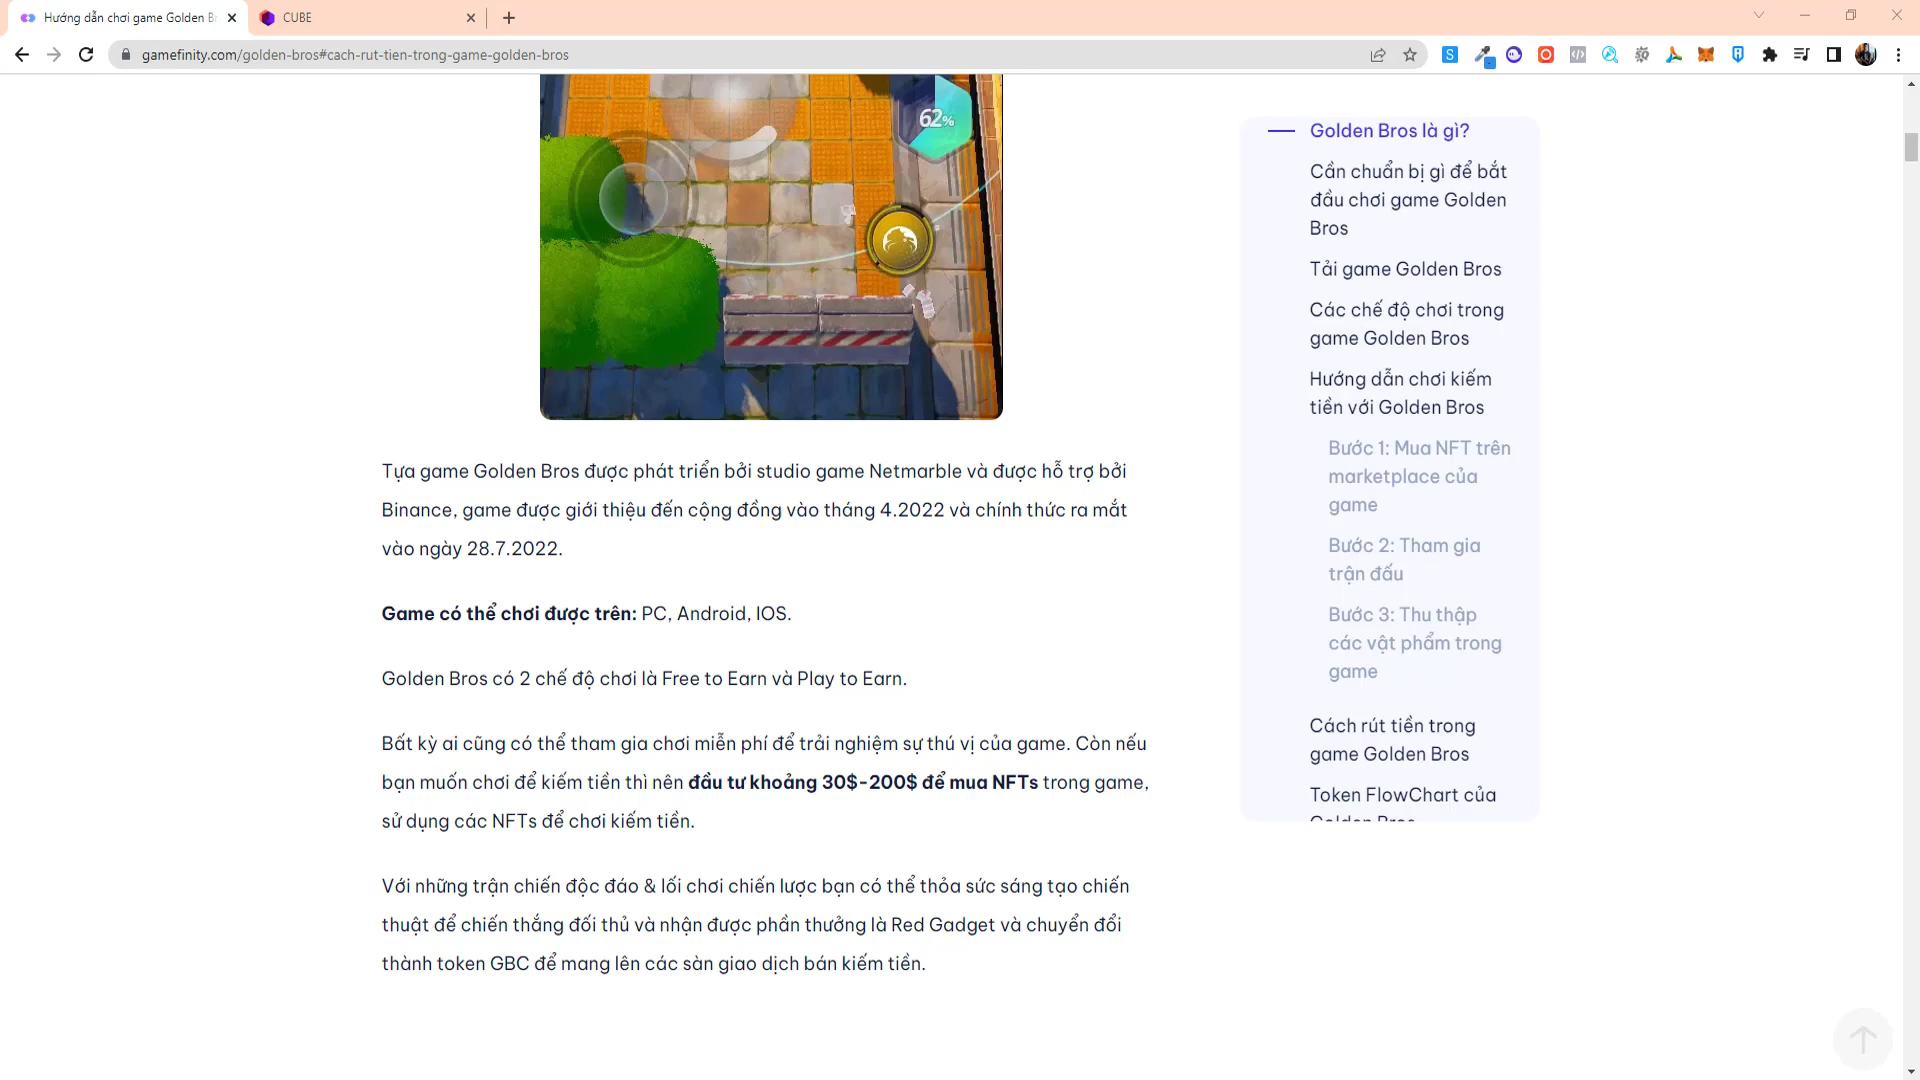 Hướng dẫn chơi game Golden Br
CUBE
gamefinity.com/golden-bros#cach-rut-tien-trong-game-golden-bros
62%
Tựa game Golden Bros được phát triển bởi studio game Netmarble và được hỗ trợ bởi
Binance, game được giới thiệu đến cộng đồng vào tháng 4.2022 và chính thức ra mắt
vào ngày 28.7.2022.
Game có thể chơi được trên: PC, Android, IOS.
Golden Bros có 2 chế độ chơi là Free to Earn và Play to Earn.
Bất kỳ ai cũng có thể tham gia chơi miễn phí để trải nghiệm sự thú vị của game. Còn nếu
bạn muốn chơi để kiếm tiền thì nên đầu tư khoảng 30$-200$ để mua NFTs trong game,
sử dụng các NFTs để chơi kiếm tiền.
Với những trận chiến độc đáo & lối chơi chiến lược bạn có thể thỏa sức sáng tạo chiến
thuật để chiến thắng đối thủ và nhận được phần thưởng là Red Gadget và chuyển đổi
thành token GBC để mang lên các sàn giao dịch bán kiếm tiền.
Golden Bros là gì?
Cần chuẩn bị gì để bắt
đầu chơi game Golden
Bros
Tải game Golden Bros
Các chế độ chơi trong
game Golden Bros
Hướng dẫn chơi kiếm
tiền với Golden Bros
Bước 1: Mua NFT trên
marketplace của
game
Bước 2: Tham gia
trận đấu
Bước 3: Thu thập
các vật phẩm trong
game
Cách rút tiền trong
game Golden Bros
Token FlowChart của
Golden Bros